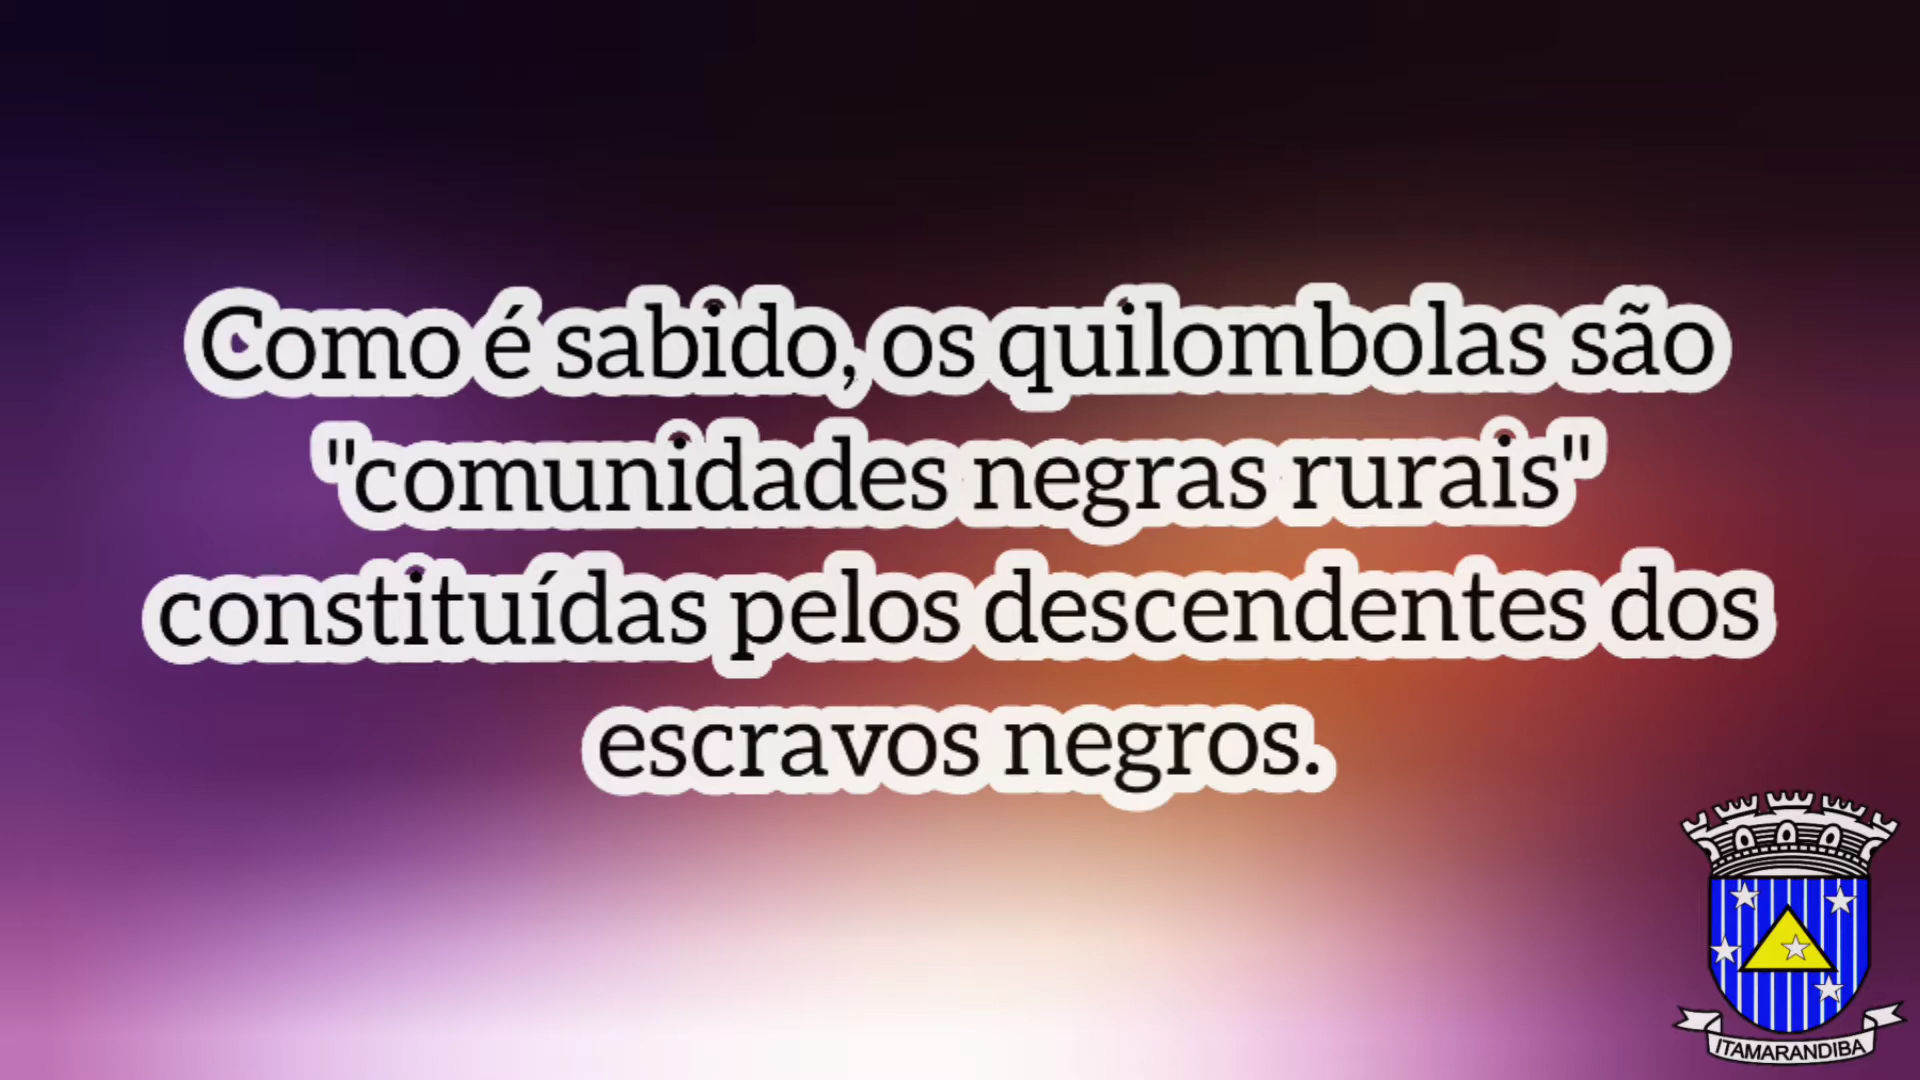 Como é sabido, os quilombolas são
"comunidades negras rurais"
constituídas pelos descendentes dos
escravos negros.
ITAMARANDIBA